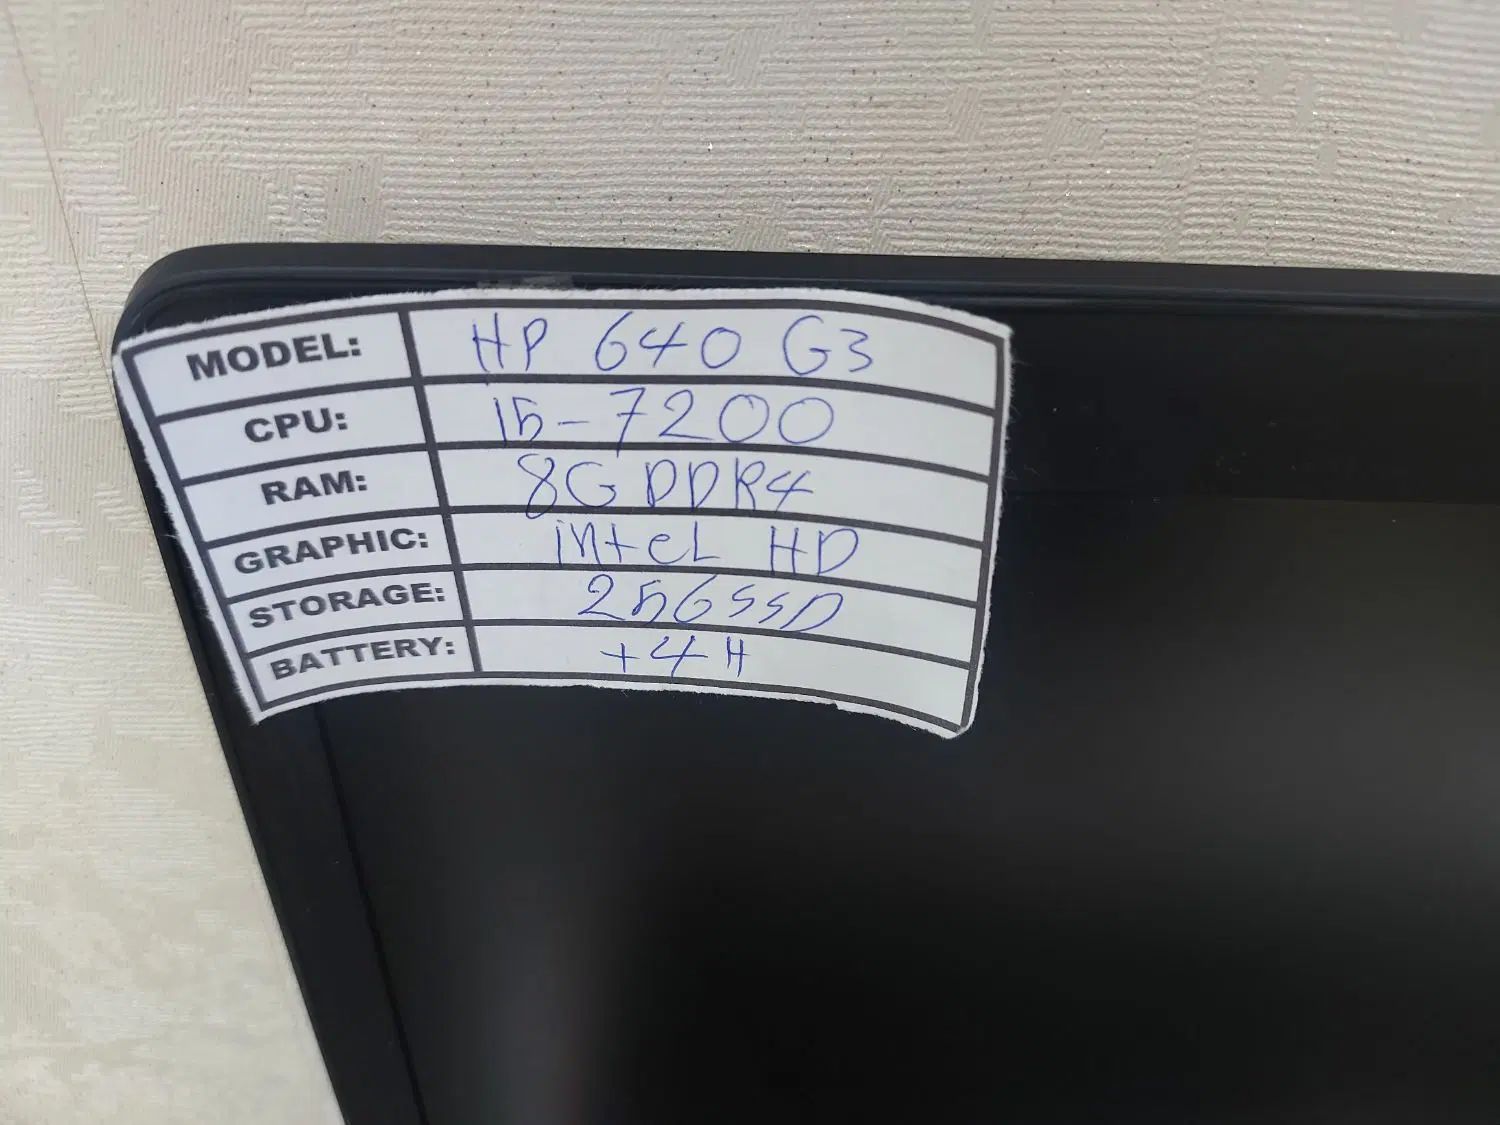 MODEL: HP 640 G3
CPU: i5-7200
RAM: 8G DDR4
GRAPHIC: intel HD
STORAGE: 256SSD
BATTERY: +4H